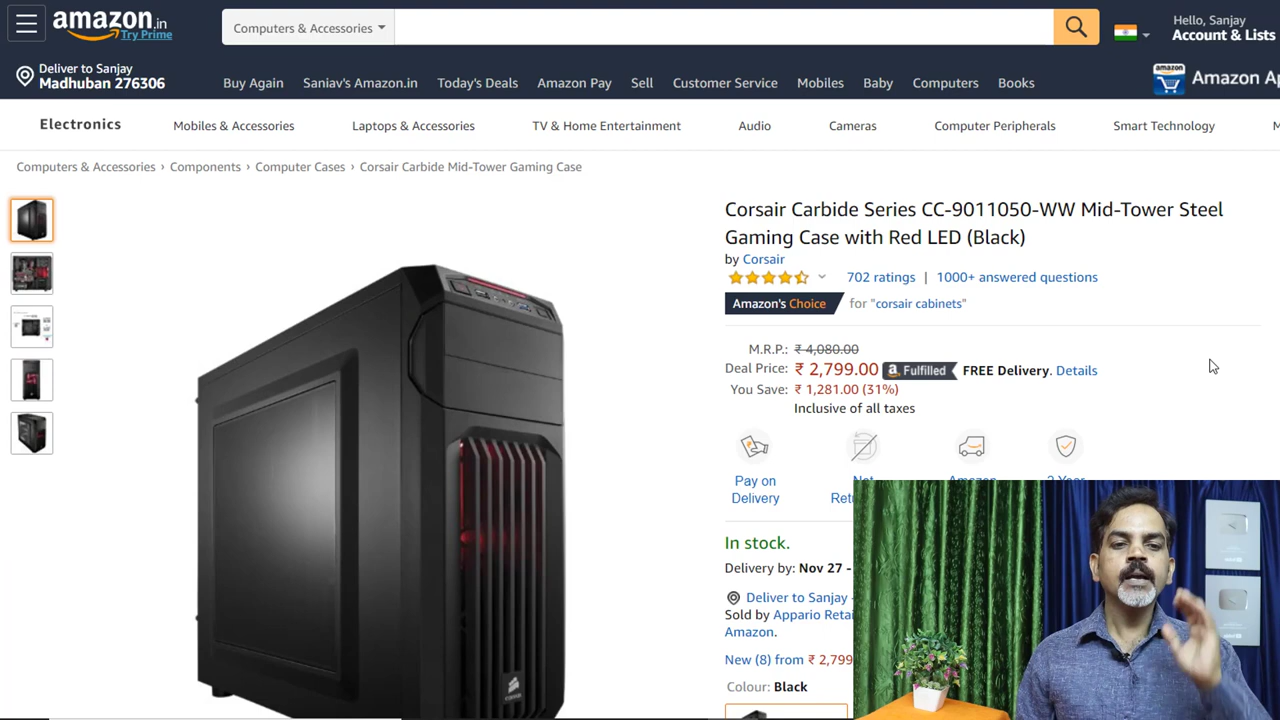 amazon.in
Try Prime
Computers & Accessories
Hello, Sanjay
Account & Lists
Deliver to Sanjay
Madhuban 276306
Buy Again
Sanjav's Amazon.in
Today's Deals
Amazon Pay
Sell
Customer Service
Mobiles
Baby
Computers
Books
amazon
Amazon
Electronics
Mobiles & Accessories
Laptops & Accessories
TV & Home Entertainment
Audio
Cameras
Computer Peripherals
Smart Technology
Computers & Accessories › Components › Computer Cases › Corsair Carbide Mid-Tower Gaming Case
Corsair Carbide Series CC-9011050-WW Mid-Tower Steel
Gaming Case with Red LED (Black)
by Corsair
702 ratings | 1000+ answered questions
Amazon's Choice for "corsair cabinets"
M.R.P.: ₹ 4,080.00
Deal Price: ₹ 2,799.00 a Fulfilled FREE Delivery. Details
You Save: ₹ 1,281.00 (31%)
Inclusive of all taxes
Pay on
Delivery
In stock.
Delivery by: Nov 27 -
Deliver to Sanjay -
Sold by Appario Retai
Amazon.
New (8) from ₹ 2,799
Colour: Black
CORSAIR